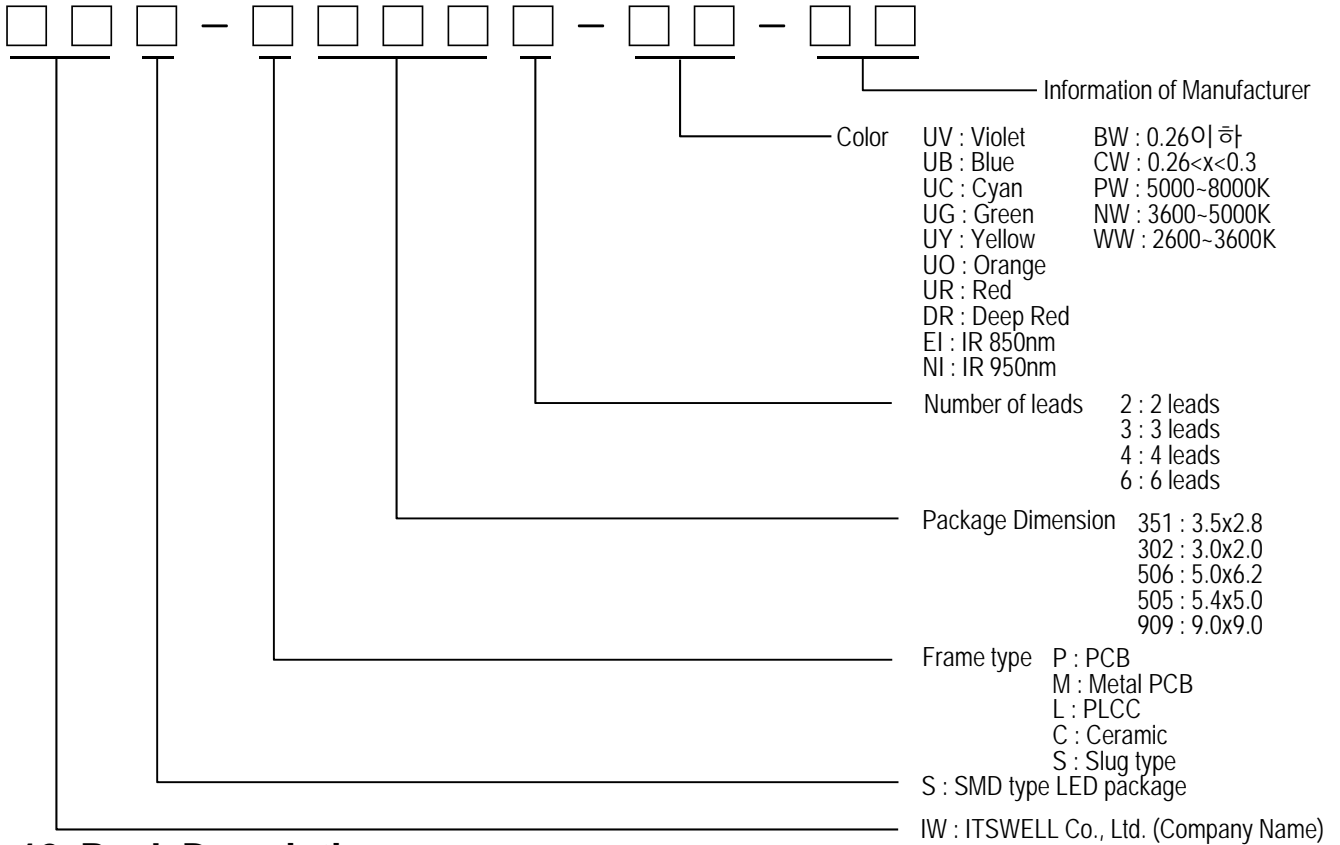 Information of Manufacturer
Color UV : Violet BW : 0.26이하
UB : Blue CW : 0.26<x<0.3
UC : Cyan PW : 5000~8000K
UG : Green NW : 3600~5000K
UY : Yellow WW : 2600~3600K
UO : Orange
UR : Red
DR : Deep Red
EI : IR 850nm
NI : IR 950nm
Number of leads 2 : 2 leads
3 : 3 leads
4 : 4 leads
6 : 6 leads
Package Dimension 351 : 3.5x2.8
302 : 3.0x2.0
506 : 5.0x6.2
505 : 5.4x5.0
909 : 9.0x9.0
Frame type P : PCB
M : Metal PCB
L : PLCC
C : Ceramic
S : Slug type
S : SMD type LED package
IW : ITSWELL Co., Ltd. (Company Name)